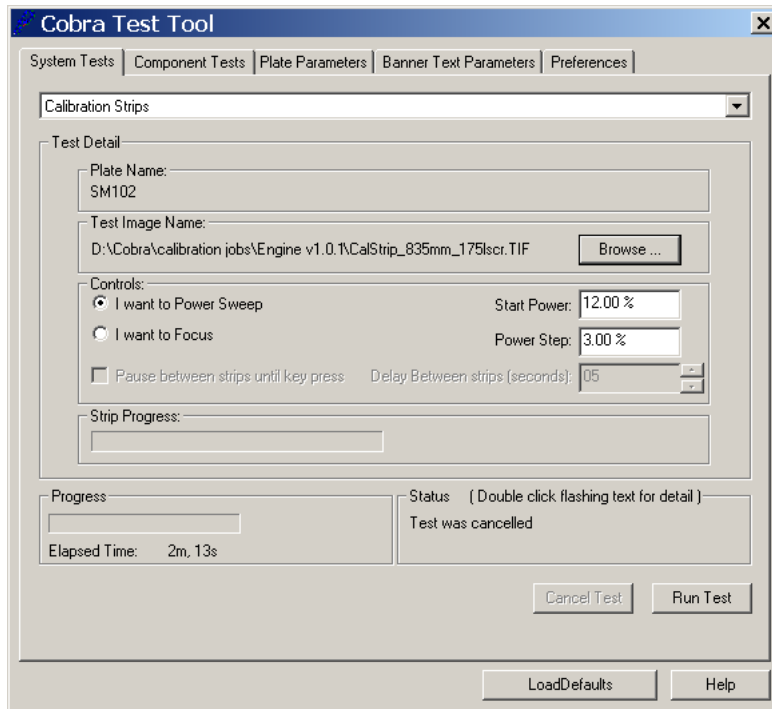 Cobra Test Tool
System Tests Component Tests Plate Parameters Banner Text Parameters Preferences
Calibration Strips
Test Detail
Plate Name:
SM102
Test Image Name:
D:\Cobra\calibration jobs\Engine v1.0.1\CalStrip_835mm_175lscr.TIF Browse ...
Controls:
I want to Power Sweep Start Power: 12.00 %
I want to Focus Power Step: 3.00 %
Pause between strips until key press Delay Between strips (seconds): 05
Strip Progress:
Progress Status ( Double click flashing text for detail )
Test was cancelled
Elapsed Time: 2m, 13s
Cancel Test Run Test
LoadDefaults Help